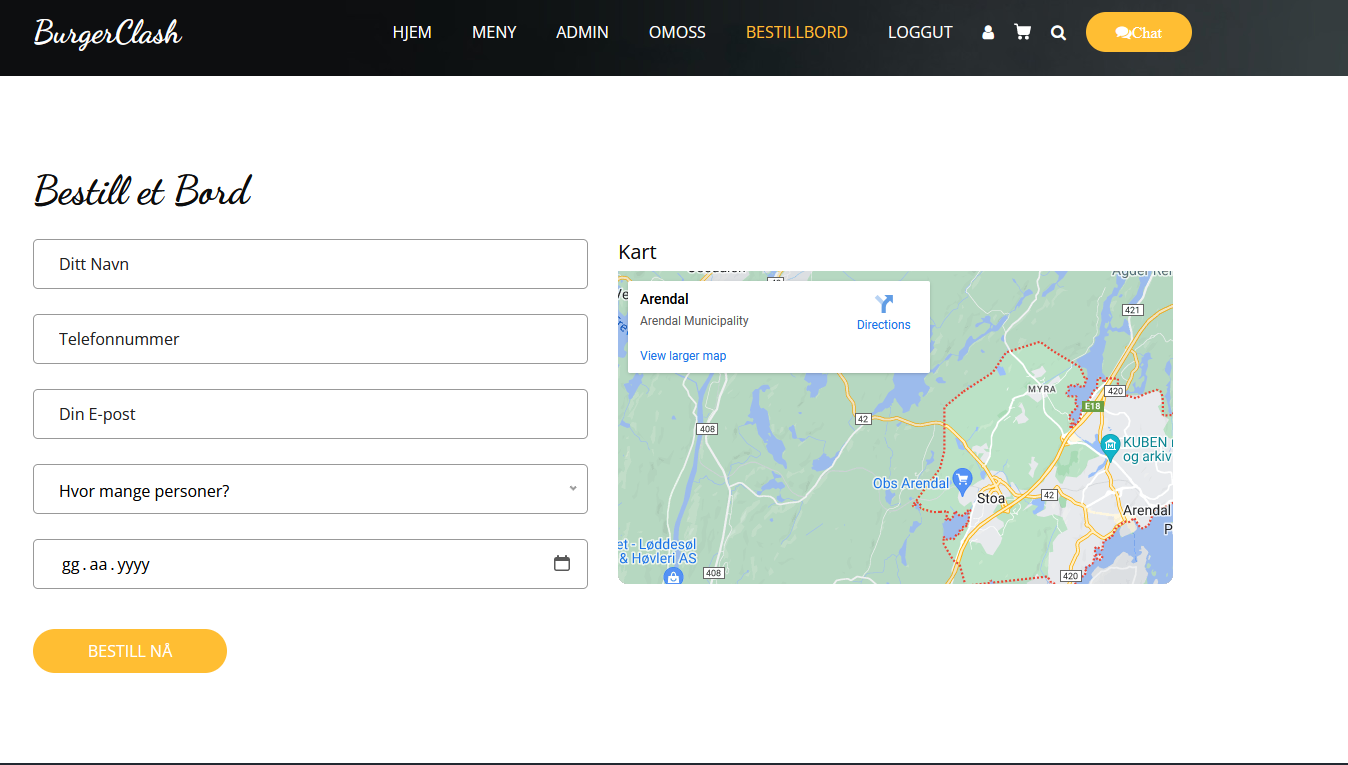 BurgerClash
HJEM MENY ADMIN OMOSS BESTILLBORD LOGGUT Chat
Bestill et Bord
Ditt Navn
Telefonnummer
Din E-post
Hvor mange personer?
gg.aa.yyyy
BESTILL NÅ
Kart
Arendal
Arendal Municipality
Directions
View larger map
421
MYRA
420
E18
42
408
KUBEN
og arkiv
Obs Arendal
Stoa
42
Arendal
P
et - Løddesøl
& Høvleri AS
408
420